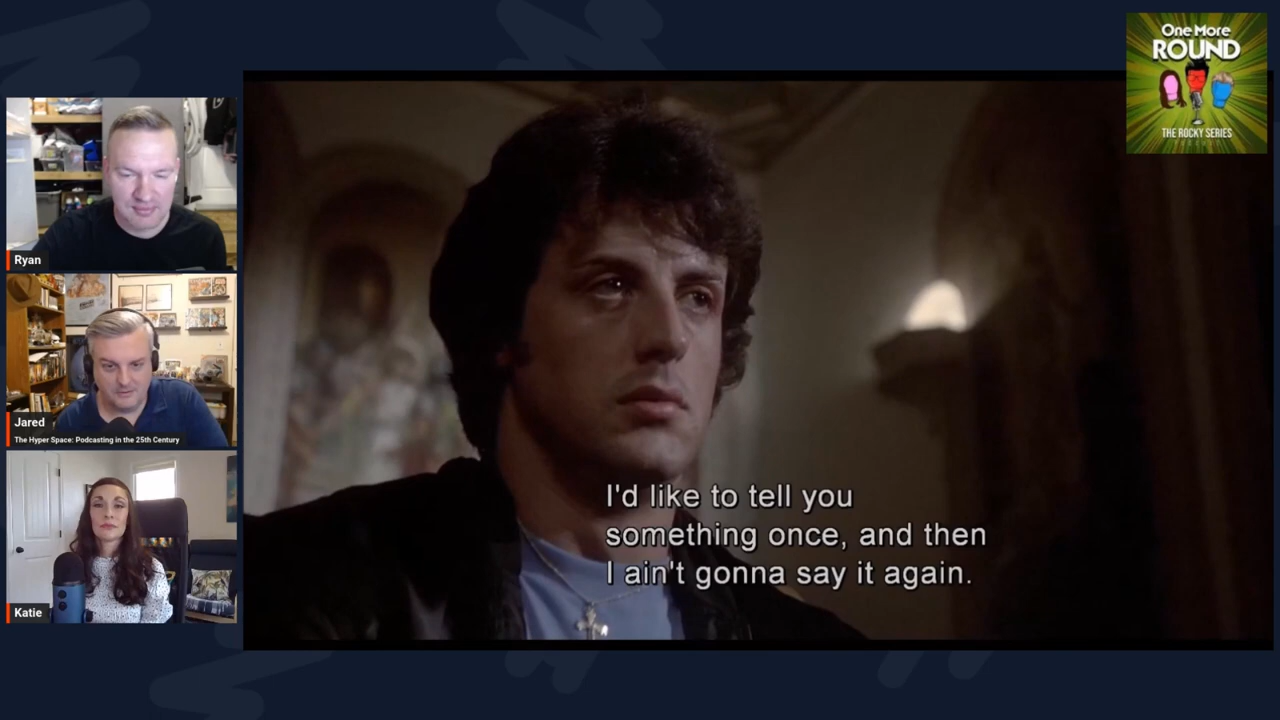 One More
ROUND
THE ROCKY SERIES
PODCAST
Ryan
Jared
The Hyper Space: Podcasting in the 25th Century
Katie
I'd like to tell you
something once, and then
I ain't gonna say it again.